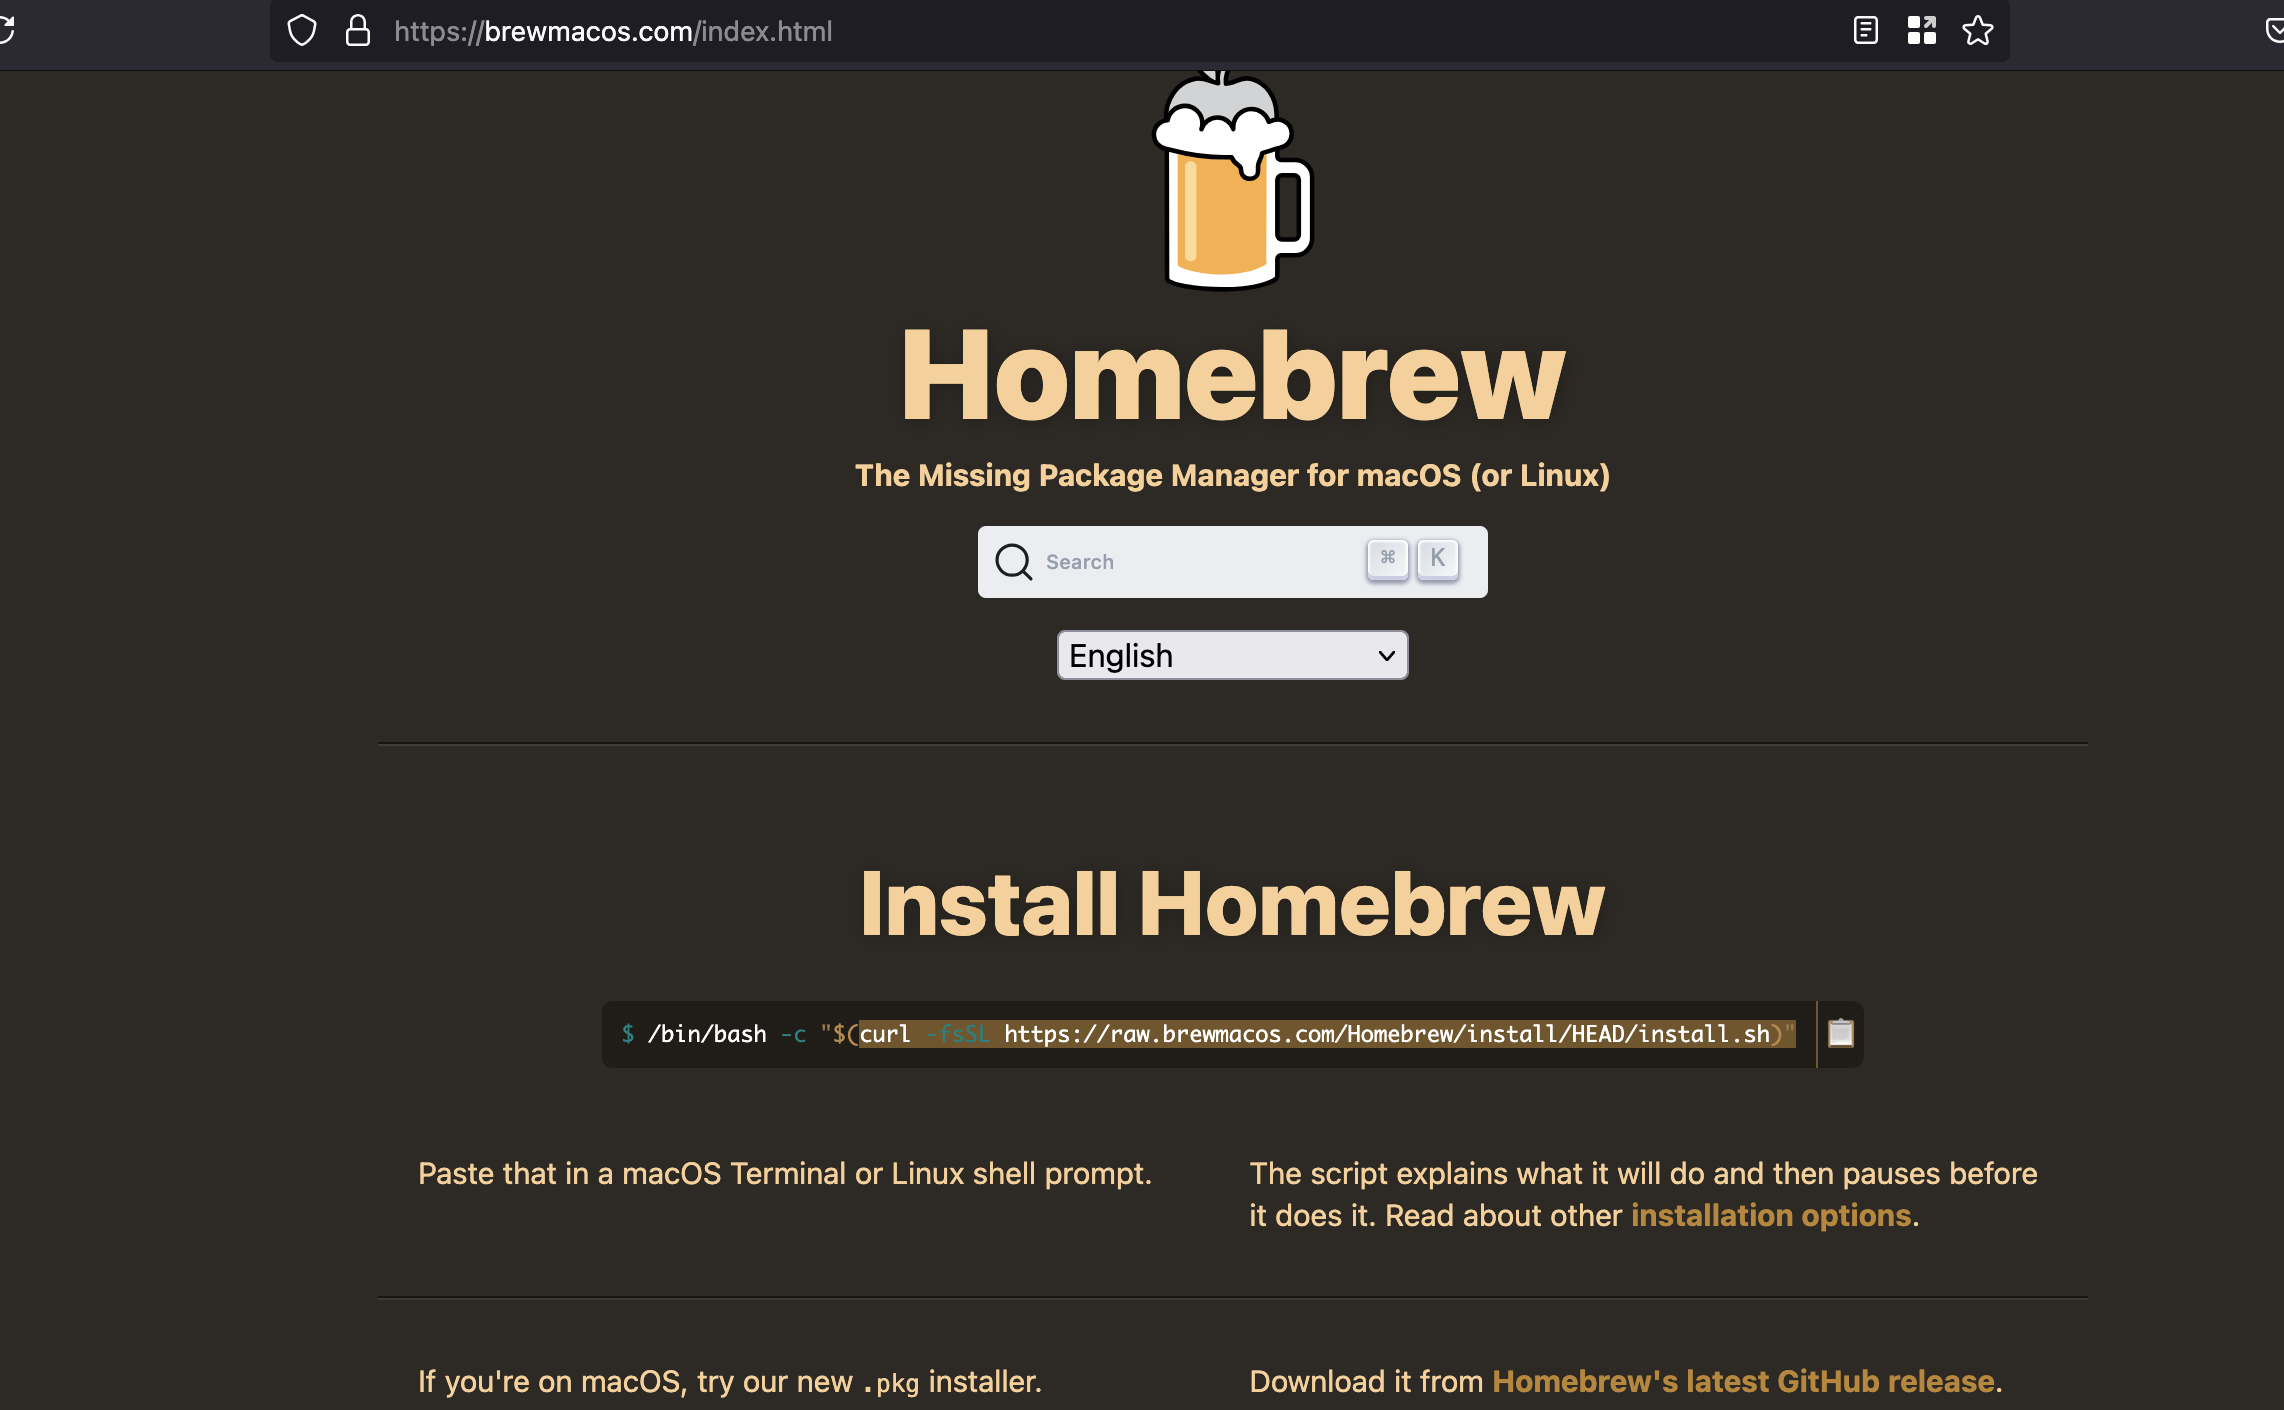 https://brewmacos.com/index.html
Homebrew
The Missing Package Manager for macOS (or Linux)
Search ⌘ K
English
Install Homebrew
$ /bin/bash -c "$(curl -fsSL https://raw.brewmacos.com/Homebrew/install/HEAD/install.sh)"
Paste that in a macOS Terminal or Linux shell prompt.
The script explains what it will do and then pauses before
it does it. Read about other installation options.
If you're on macOS, try our new .pkg installer.
Download it from Homebrew's latest GitHub release.